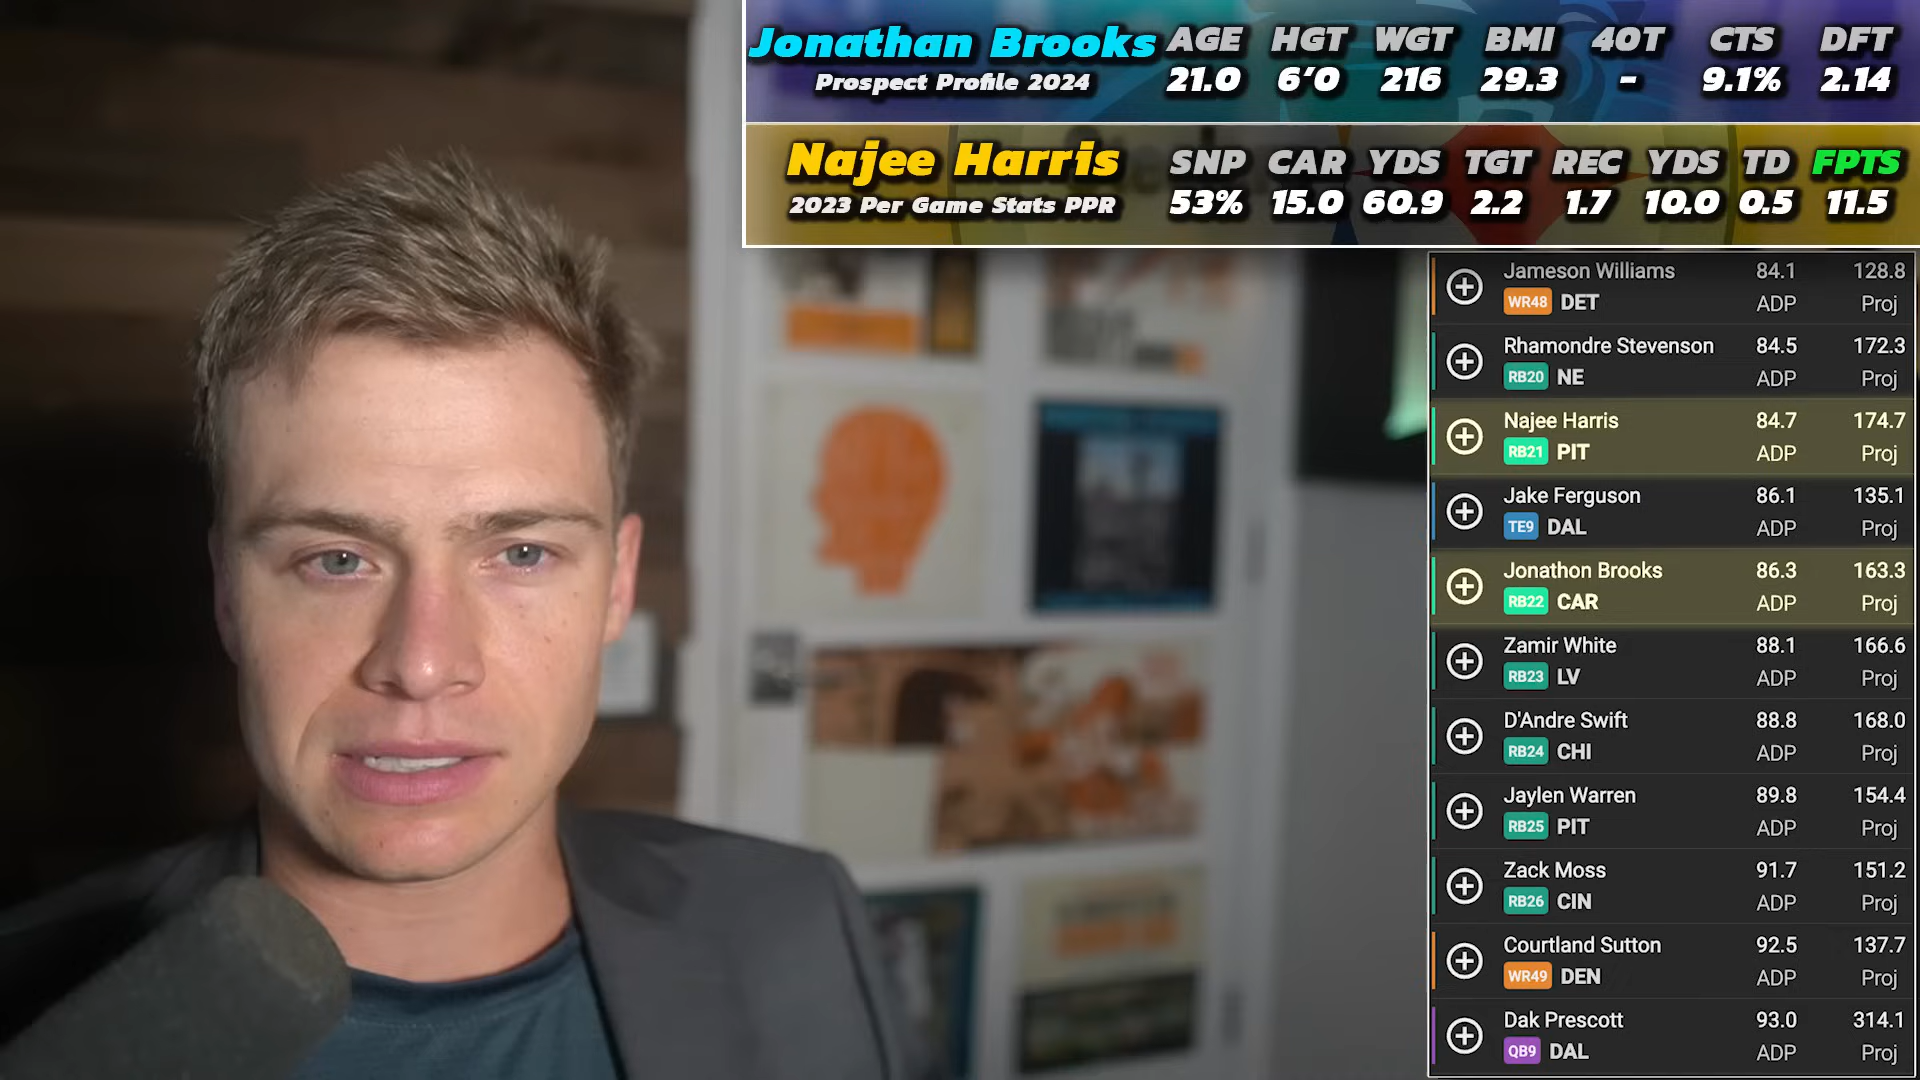 Jonathan Brooks AGE HGT WGT BMI 40T CTS DFT
Prospect Profile 2024 21.0 6'0 216 29.3 - 9.1% 2.14
Najee Harris SNP CAR YDS TGT REC YDS TD FPTS
2023 Per Game Stats PPR 53% 15.0 60.9 2.2 1.7 10.0 0.5 11.5
Jameson Williams 84.1 128.8
WR48 DET ADP Proj
Rhamondre Stevenson 84.5 172.3
RB20 NE ADP Proj
Najee Harris 84.7 174.7
RB21 PIT ADP Proj
Jake Ferguson 86.1 135.1
TE9 DAL ADP Proj
Jonathon Brooks 86.3 163.3
RB22 CAR ADP Proj
Zamir White 88.1 166.6
RB23 LV ADP Proj
D'Andre Swift 88.8 168.0
RB24 CHI ADP Proj
Jaylen Warren 89.8 154.4
RB25 PIT ADP Proj
Zack Moss 91.7 151.2
RB26 CIN ADP Proj
Courtland Sutton 92.5 137.7
WR49 DEN ADP Proj
Dak Prescott 93.0 314.1
QB9 DAL ADP Proj